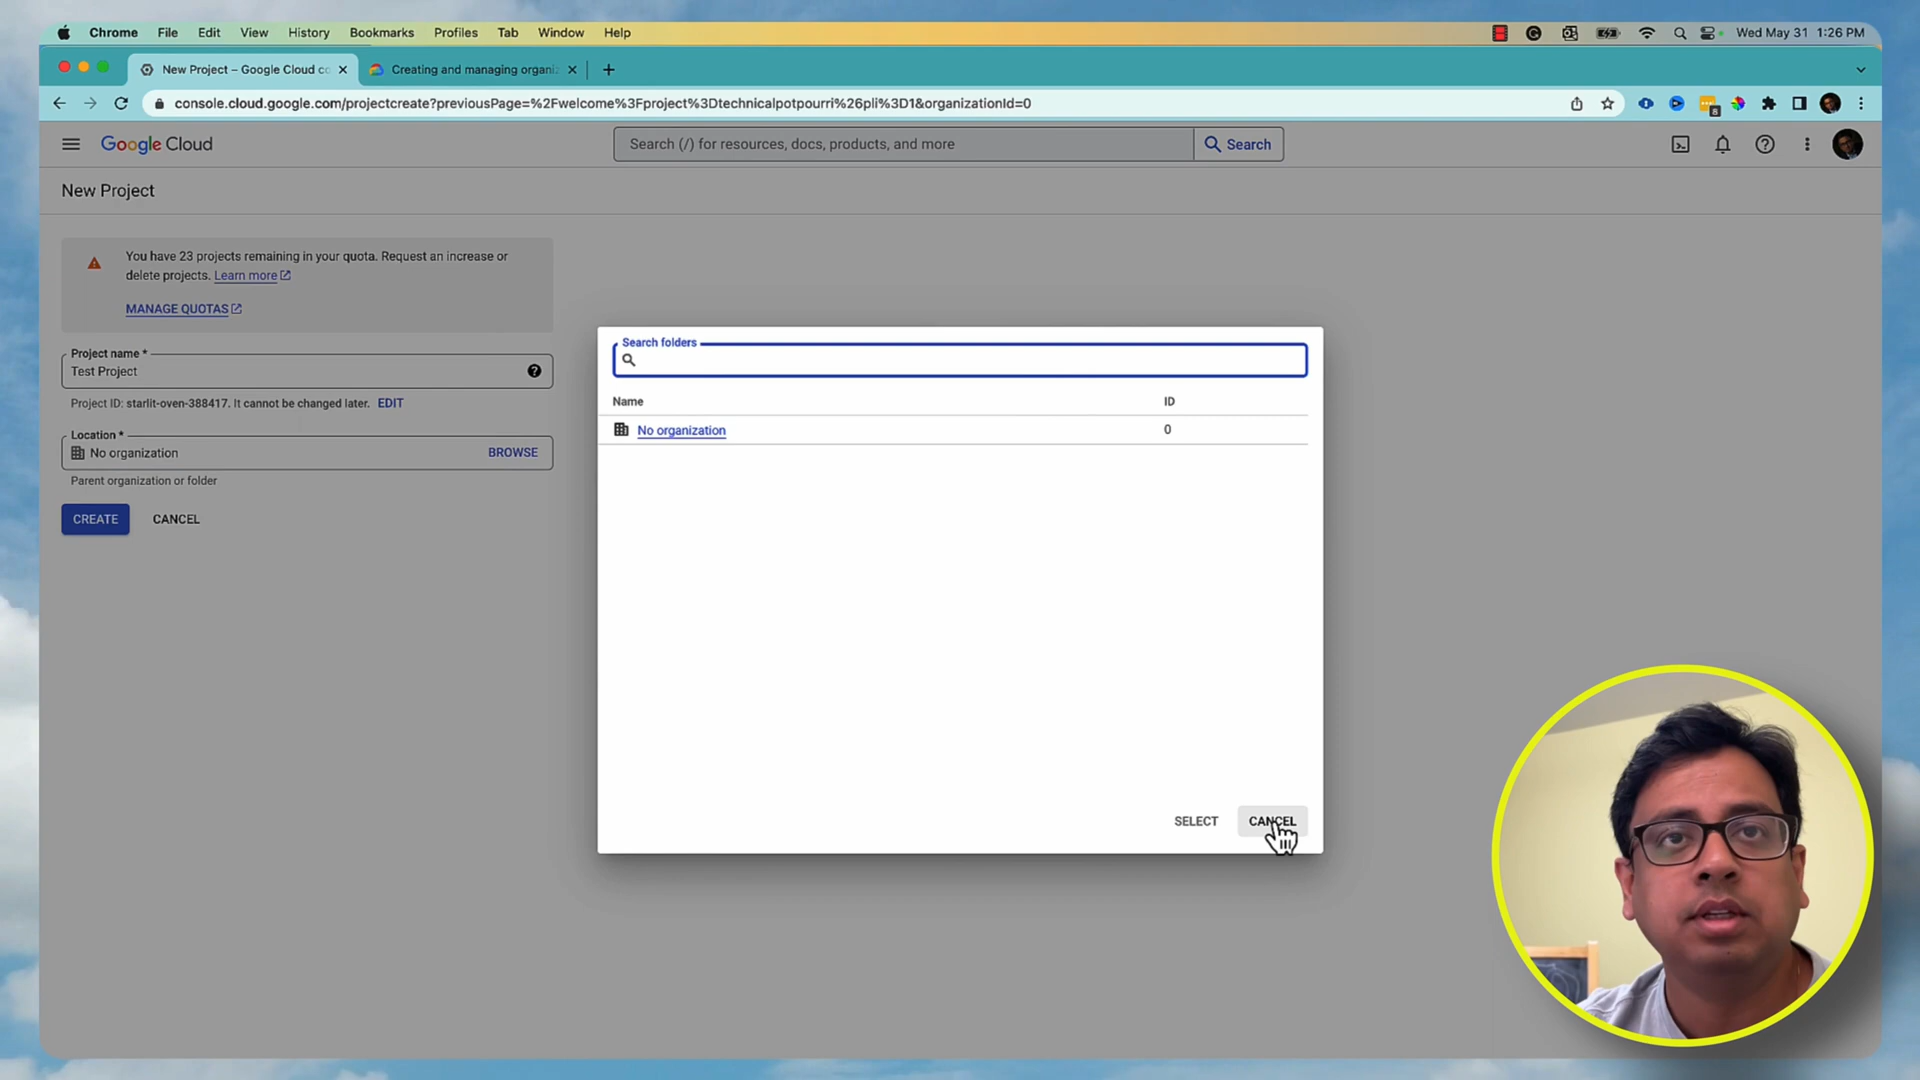 Chrome File Edit View History Bookmarks Profiles Tab Window Help
Wed May 31 1:26 PM
New Project – Google Cloud co
Creating and managing organiz
console.cloud.google.com/projectcreate?previousPage=%2Fwelcome%3Fproject%3Dtechnicalpotpourri%26pli%3D1&organizationId=0
8
Google Cloud
Search (/) for resources, docs, products, and more
Search
New Project
You have 23 projects remaining in your quota. Request an increase or
delete projects. Learn more
MANAGE QUOTAS
Project name *
Test Project
Project ID: starlit-oven-388417. It cannot be changed later. EDIT
Location *
No organization
BROWSE
Parent organization or folder
CREATE
CANCEL
Search folders
Name
ID
No organization
0
SELECT
CANCEL